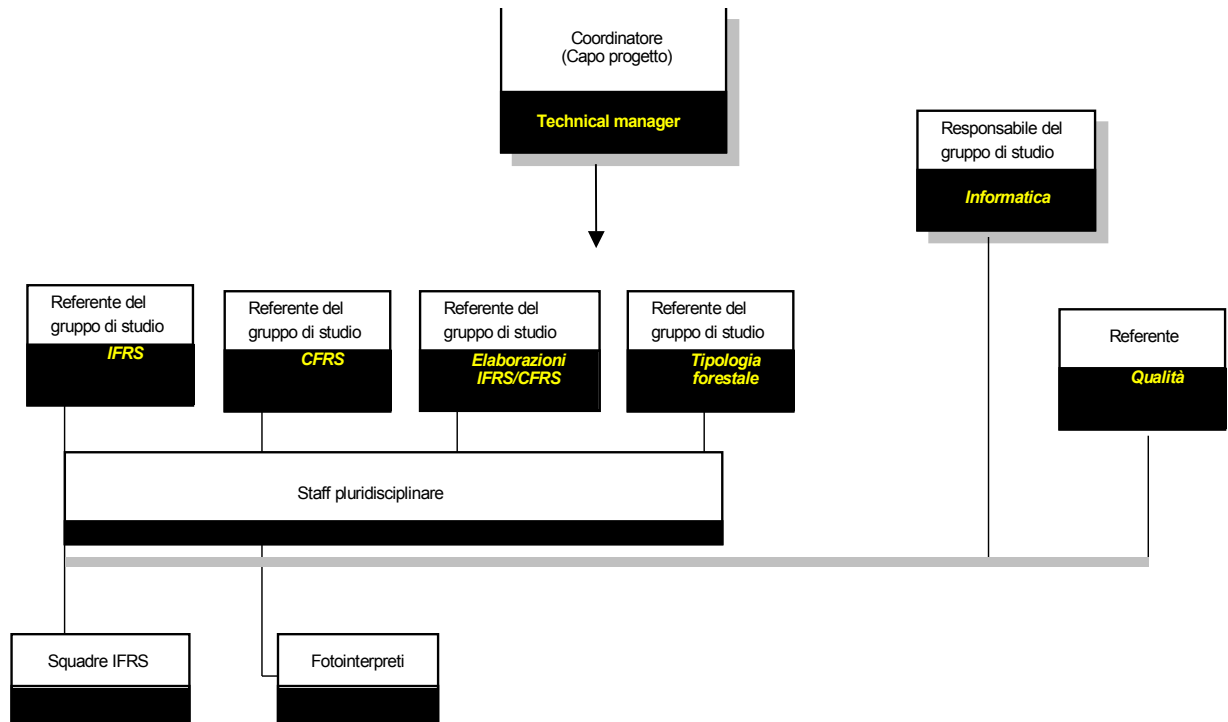 Coordinatore
(Capo progetto)
Technical manager
Responsabile del
gruppo di studio
Informatica
Referente del
gruppo di studio
IFRS
Referente del
gruppo di studio
CFRS
Referente del
gruppo di studio
Elaborazioni
IFRS/CFRS
Referente del
gruppo di studio
Tipologia
forestale
Referente
Qualità
Staff pluridisciplinare
Squadre IFRS
Fotointerpreti